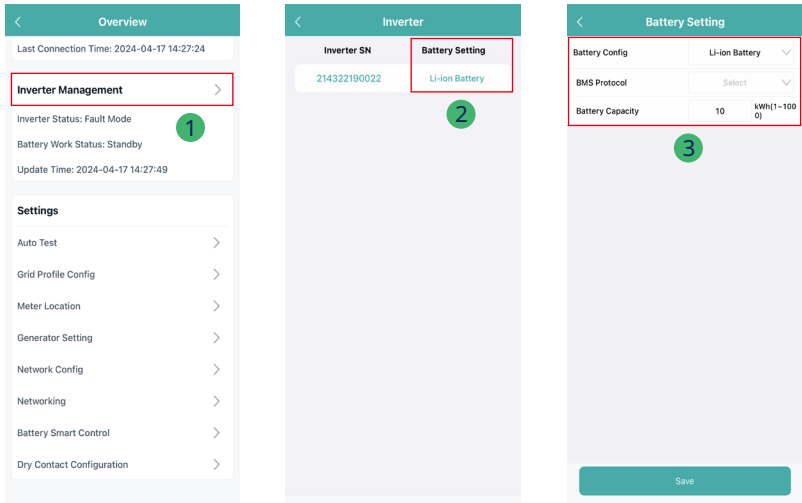 Overview
Last Connection Time: 2024-04-17 14:27:24
Inverter Management
Inverter Status: Fault Mode
1
Battery Work Status: Standby
Update Time: 2024-04-17 14:27:49
Settings
Auto Test
Grid Profile Config
Meter Location
Generator Setting
Network Config
Networking
Battery Smart Control
Dry Contact Configuration
Inverter
Inverter SN Battery Setting
214322190022 Li-ion Battery
2
Battery Setting
Battery Config Li-ion Battery
BMS Protocol Select
Battery Capacity 10 kWh(1~100
0)
3
Save